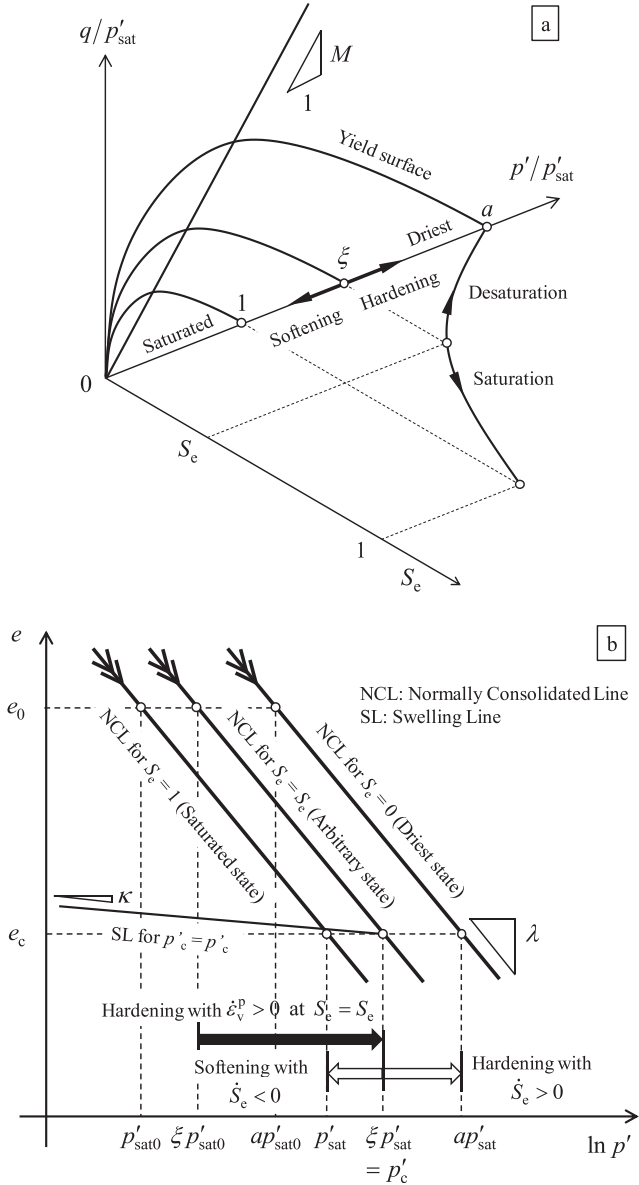 a
q/p′sat
M
1
Yield surface
p′/p′sat
a
Driest
ξ
Hardening
Desaturation
1
Softening
Saturated
Saturation
0
Se
1
Se
b
e
NCL: Normally Consolidated Line
SL: Swelling Line
e0
NCL for Se = 1 (Saturated state)
NCL for Se = Se (Arbitrary state)
NCL for Se = 0 (Driest state)
κ
ec
SL for p′c = p′c
λ
Hardening with ε̇vp > 0 at Se = Se
Softening with
Ṡe < 0
Hardening with
Ṡe > 0
p′sat0
ξp′sat0
ap′sat0
p′sat
ξp′sat
= p′c
ap′sat
ln p′